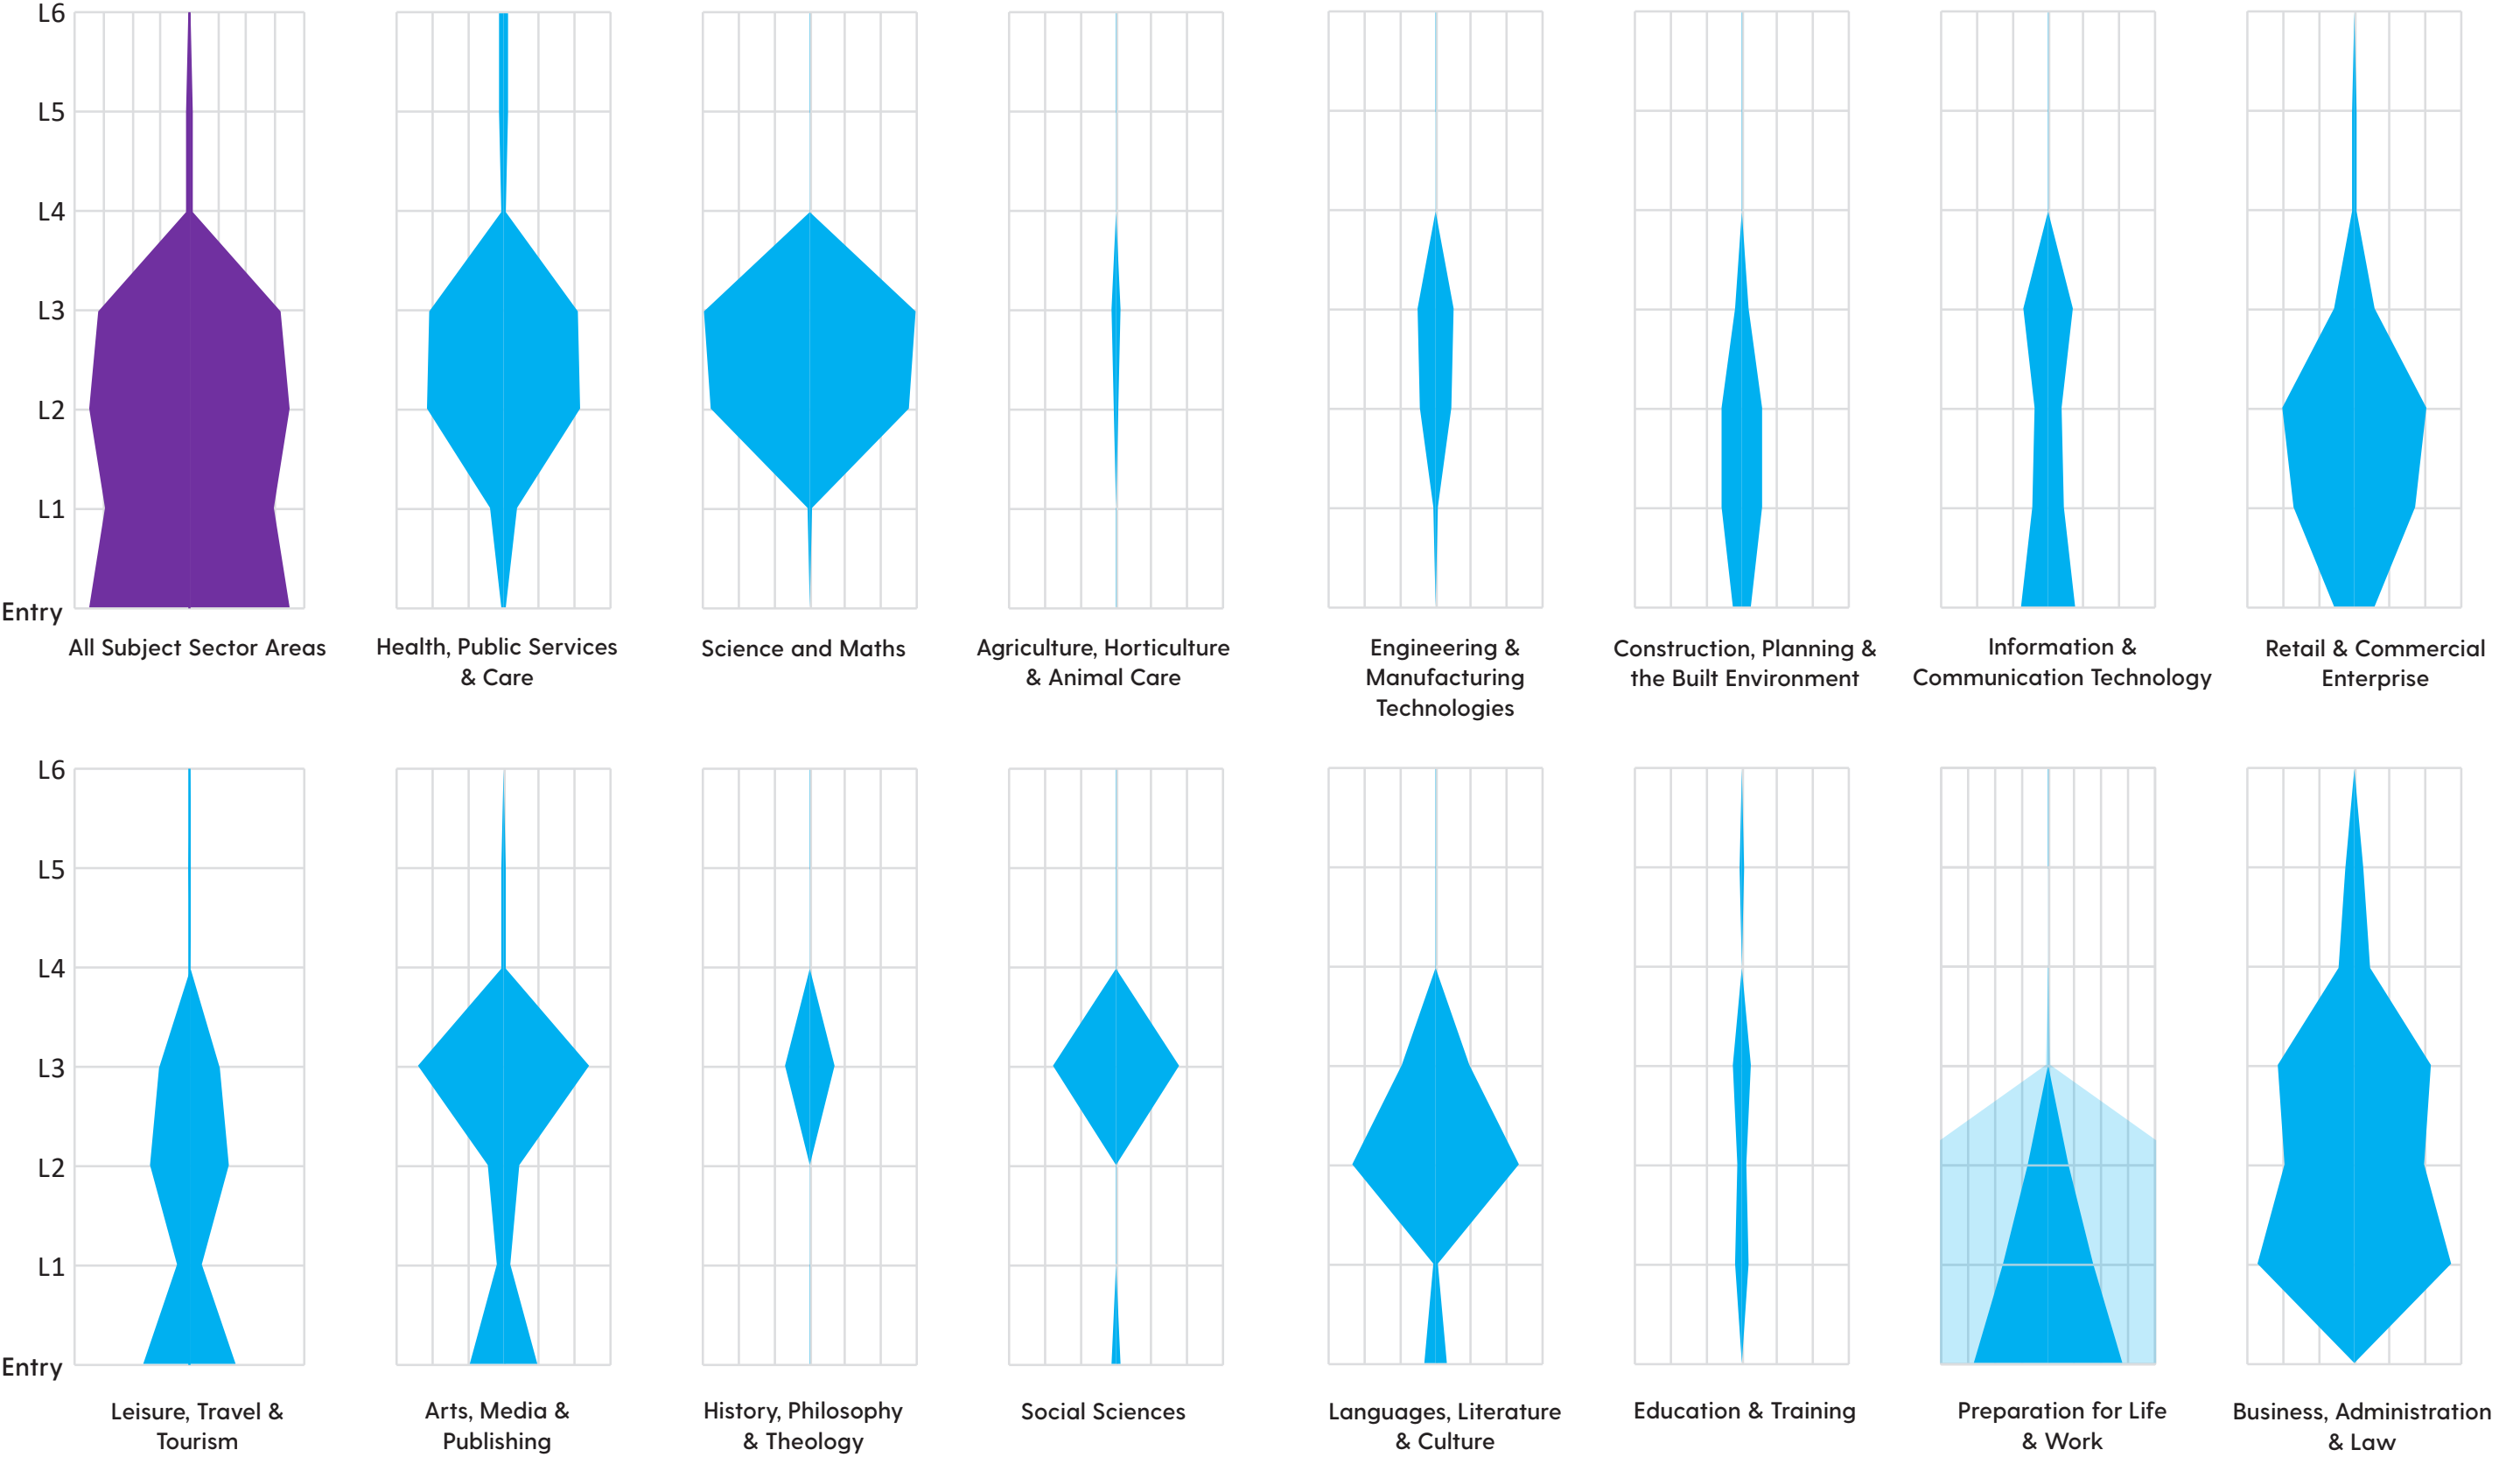 L6
L5
L4
L3
L2
L1
Entry
All Subject Sector Areas
Health, Public Services
& Care
Science and Maths
Agriculture, Horticulture
& Animal Care
Engineering &
Manufacturing
Technologies
Construction, Planning &
the Built Environment
Information &
Communication Technology
Retail & Commercial
Enterprise
L6
L5
L4
L3
L2
L1
Entry
Leisure, Travel &
Tourism
Arts, Media &
Publishing
History, Philosophy
& Theology
Social Sciences
Languages, Literature
& Culture
Education & Training
Preparation for Life
& Work
Business, Administration
& Law